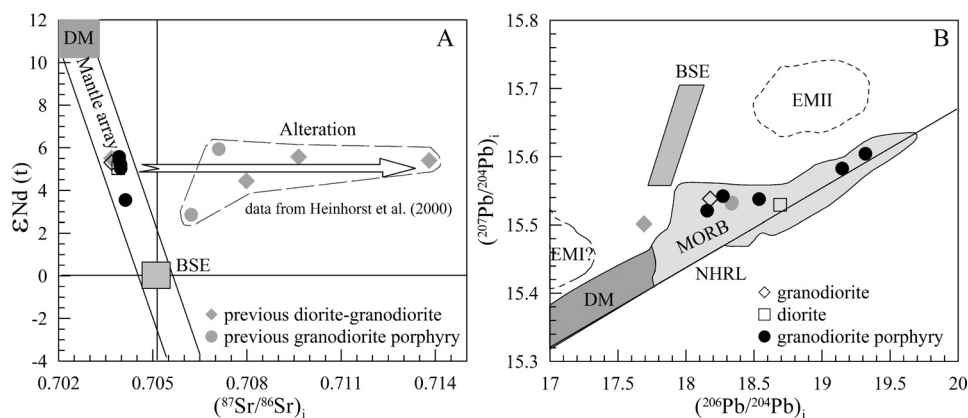 12
10
8
6
4
2
0
-2
-4
εNd (t)
DM
A
Mantle array
Alteration
data from Heinhorst et al. (2000)
BSE
previous diorite-granodiorite
previous granodiorite porphyry
0.702
0.705
0.708
0.711
0.714
(⁸⁷Sr/⁸⁶Sr)ᵢ
15.8
15.7
15.6
15.5
15.4
15.3
(²⁰⁷Pb/²⁰⁴Pb)ᵢ
B
BSE
EMII
EMI?
MORB
NHRL
DM
granodiorite
diorite
granodiorite porphyry
17
17.5
18
18.5
19
19.5
20
(²⁰⁶Pb/²⁰⁴Pb)ᵢ